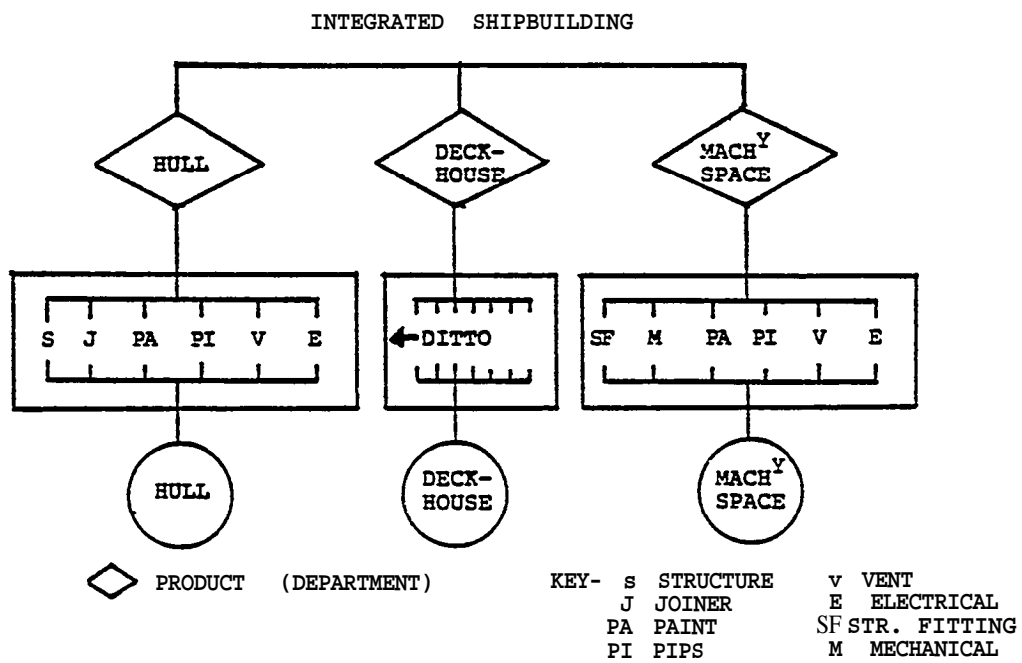 INTEGRATED SHIPBUILDING
HULL
DECK-
HOUSE
MACHY
SPACE
S J PA PI V E
DITTO
SF M PA PI V E
HULL
DECK-
HOUSE
MACHY
SPACE
PRODUCT (DEPARTMENT)
KEY- s STRUCTURE v VENT
J JOINER E ELECTRICAL
PA PAINT SF STR. FITTING
PI PIPS M MECHANICAL